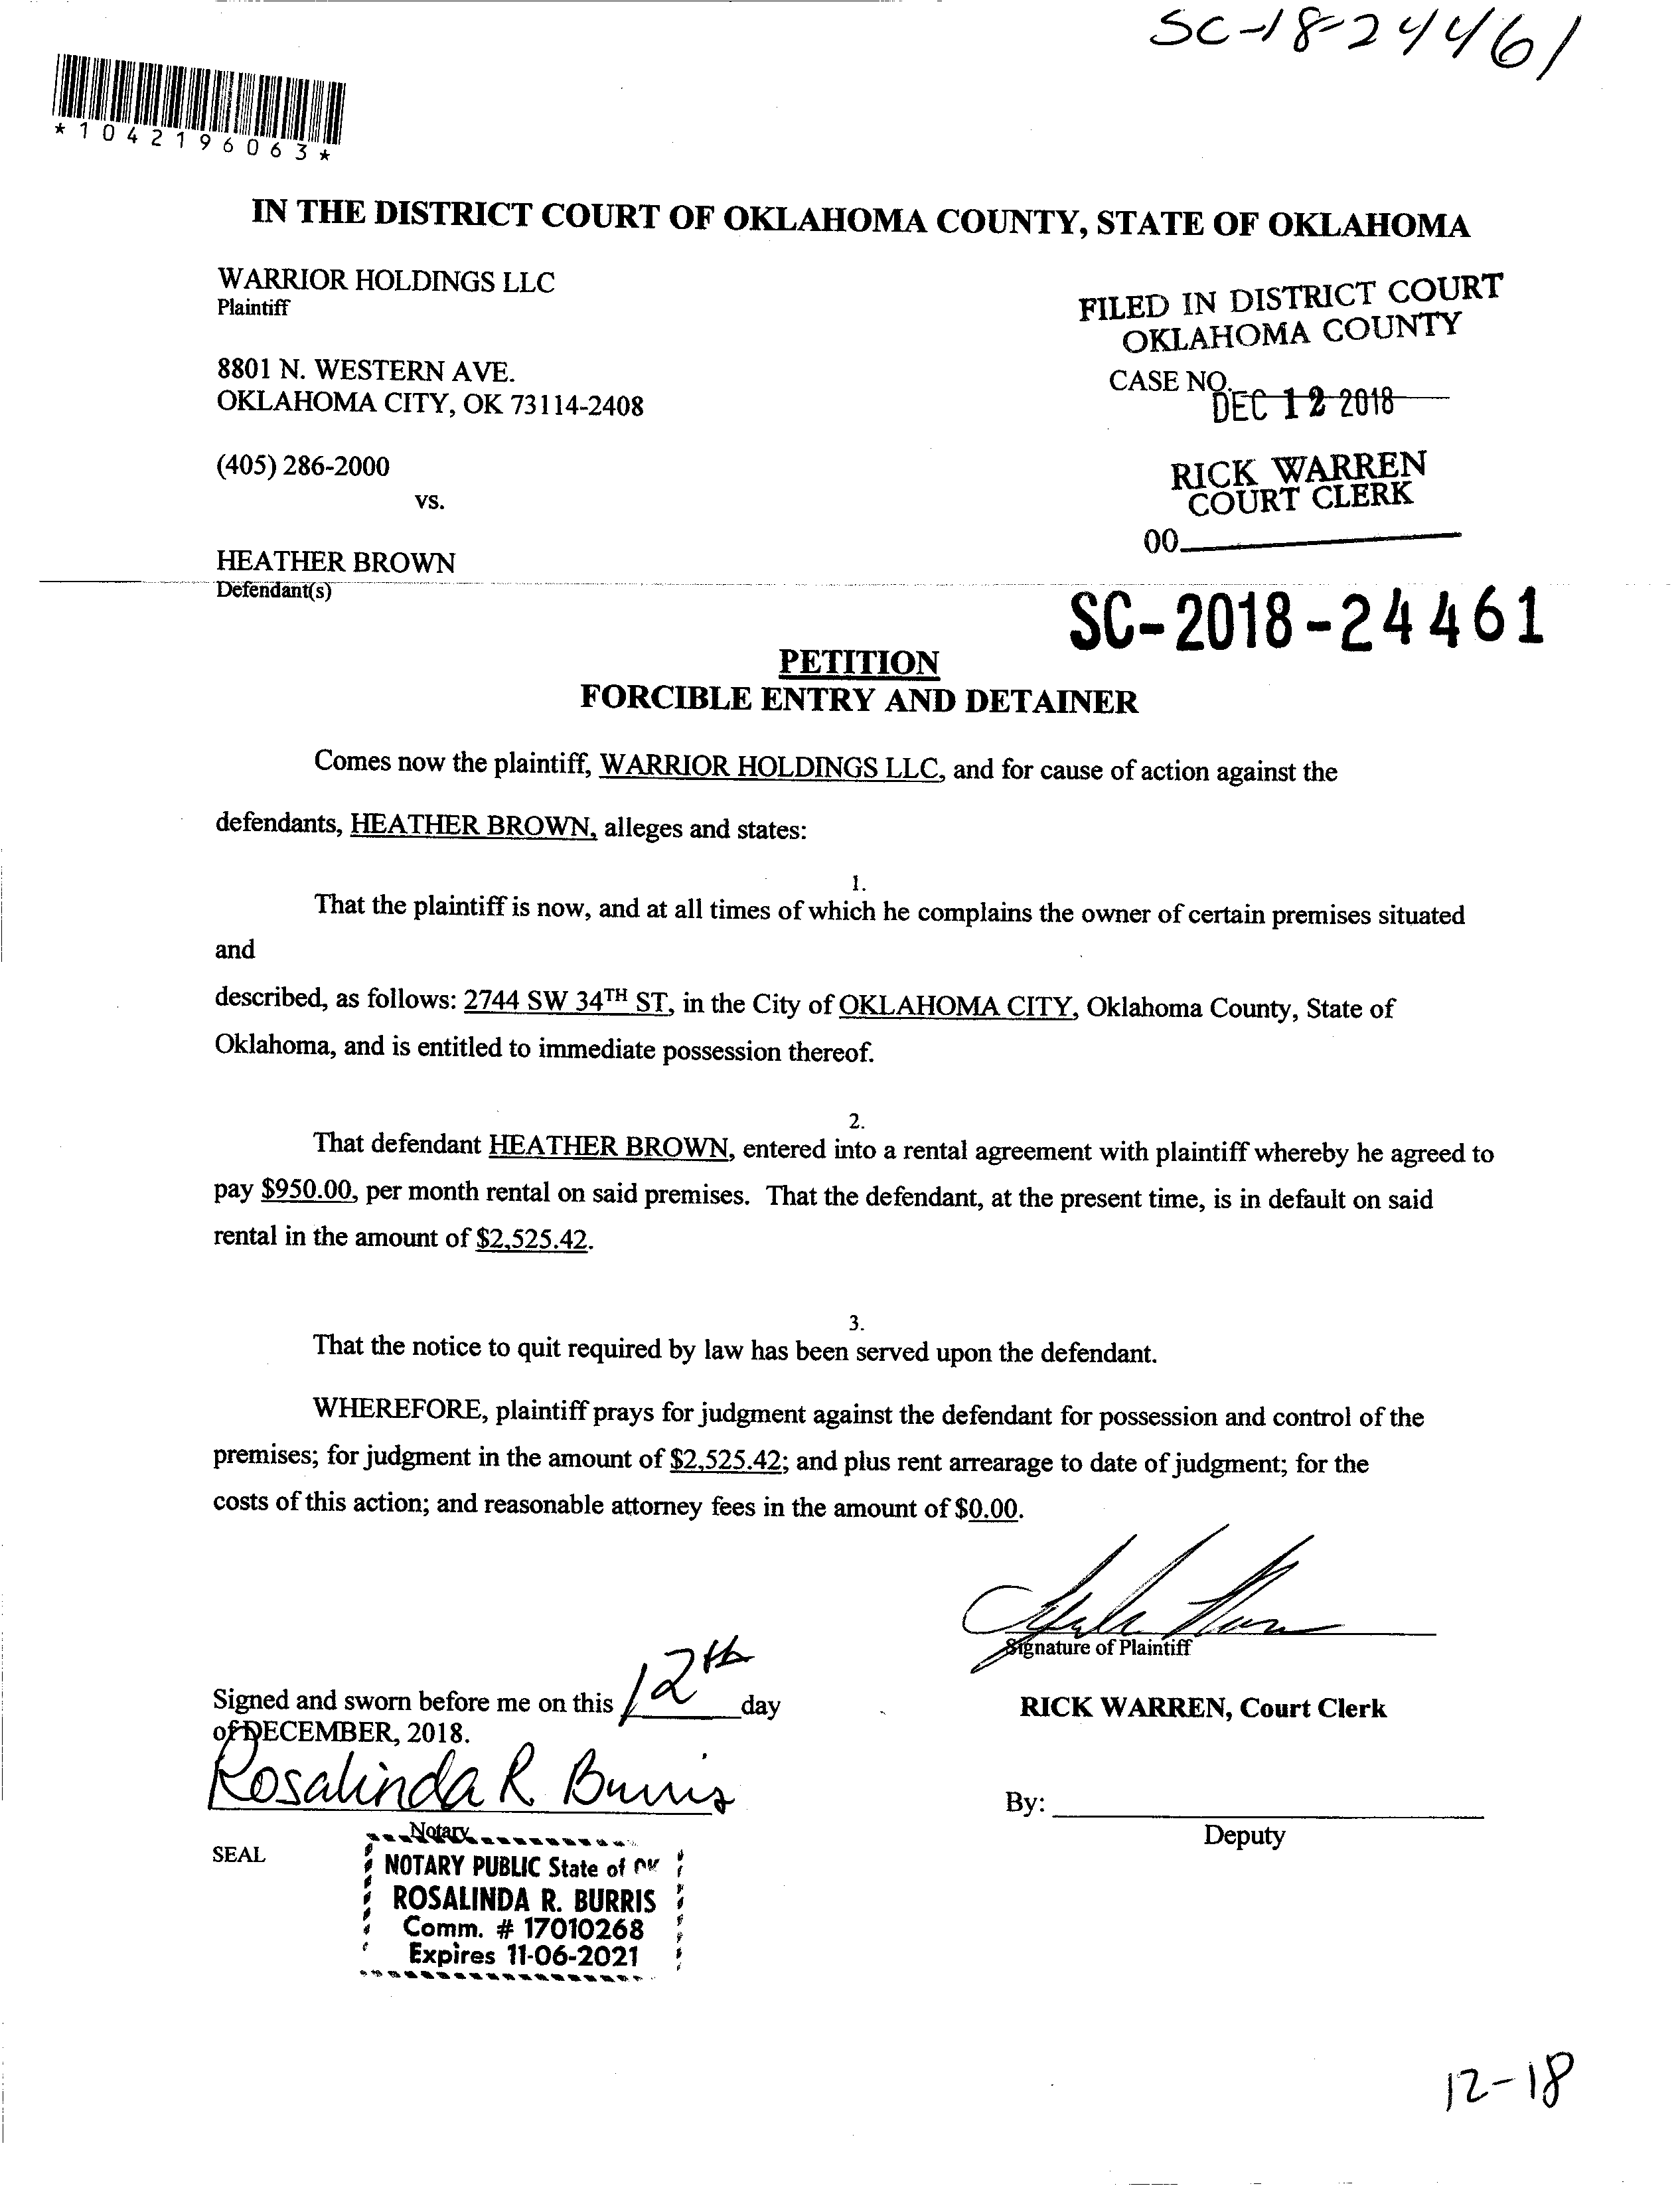 SC-18-24461
*1042196063*
IN THE DISTRICT COURT OF OKLAHOMA COUNTY, STATE OF OKLAHOMA
WARRIOR HOLDINGS LLC
Plaintiff
FILED IN DISTRICT COURT
OKLAHOMA COUNTY
8801 N. WESTERN AVE.
OKLAHOMA CITY, OK 73114-2408
CASE NO.
DEC 12 2018
(405) 286-2000
vs.
RICK WARREN
COURT CLERK
00
HEATHER BROWN
Defendant(s)
SC-2018-24461
PETITION
FORCIBLE ENTRY AND DETAINER
Comes now the plaintiff, WARRIOR HOLDINGS LLC, and for cause of action against the
defendants, HEATHER BROWN, alleges and states:
1.
That the plaintiff is now, and at all times of which he complains the owner of certain premises situated
and
described, as follows: 2744 SW 34TH ST, in the City of OKLAHOMA CITY, Oklahoma County, State of
Oklahoma, and is entitled to immediate possession thereof.
2.
That defendant HEATHER BROWN, entered into a rental agreement with plaintiff whereby he agreed to
pay $950.00, per month rental on said premises. That the defendant, at the present time, is in default on said
rental in the amount of $2,525.42.
3.
That the notice to quit required by law has been served upon the defendant.
WHEREFORE, plaintiff prays for judgment against the defendant for possession and control of the
premises; for judgment in the amount of $2,525.42; and plus rent arrearage to date of judgment; for the
costs of this action; and reasonable attorney fees in the amount of $0.00.
Signature of Plaintiff
Signed and sworn before me on this 12th day
of DECEMBER, 2018.
RICK WARREN, Court Clerk
Rosalinda R Burris
Notary
By:
Deputy
SEAL
NOTARY PUBLIC State of OK
ROSALINDA R. BURRIS
Comm. # 17010268
Expires 11-06-2021
12-18